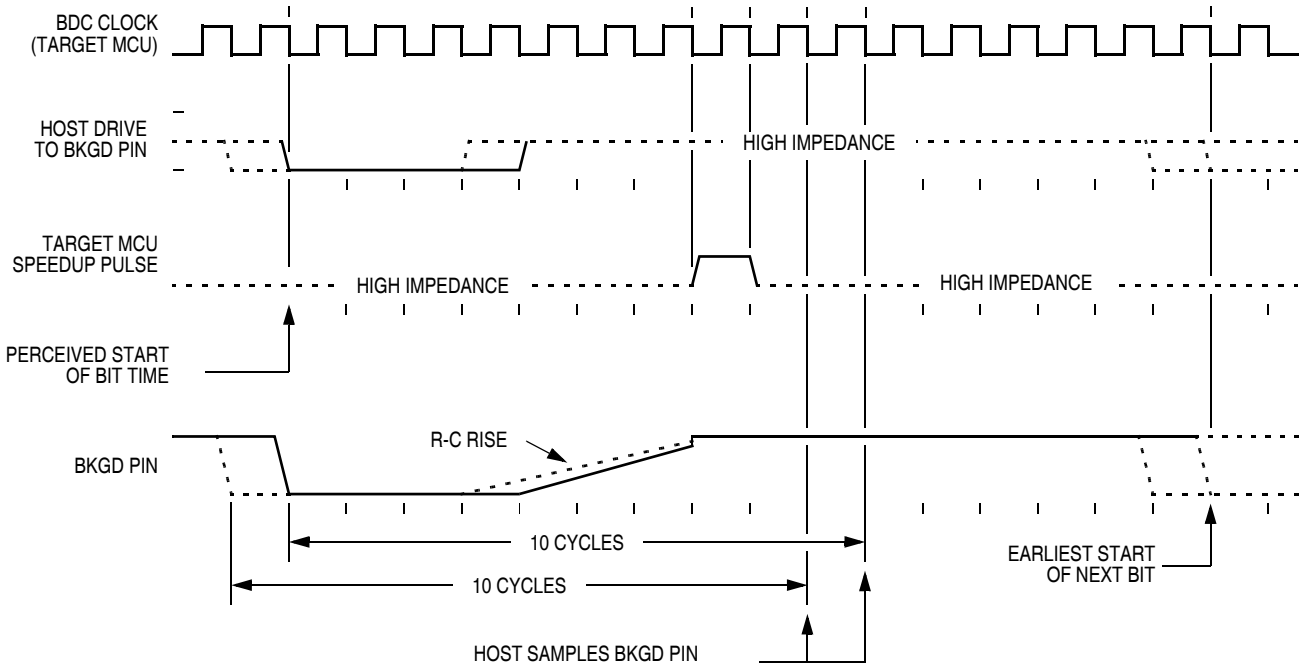 BDC CLOCK
(TARGET MCU)
HOST DRIVE
TO BKGD PIN
HIGH IMPEDANCE
TARGET MCU
SPEEDUP PULSE
HIGH IMPEDANCE
HIGH IMPEDANCE
PERCEIVED START
OF BIT TIME
R-C RISE
BKGD PIN
10 CYCLES
EARLIEST START
OF NEXT BIT
10 CYCLES
HOST SAMPLES BKGD PIN